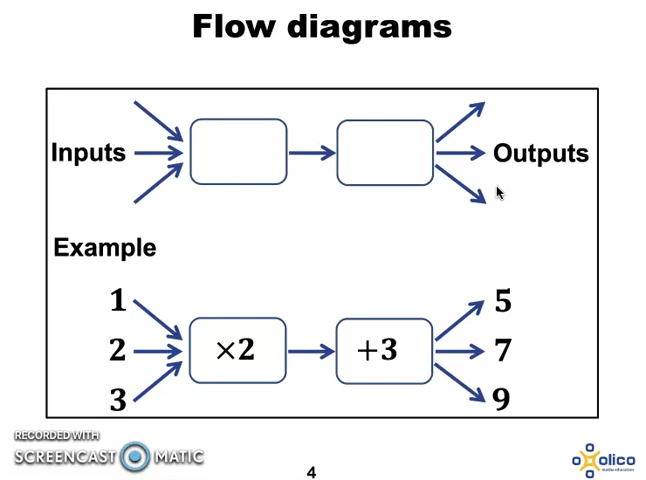 Flow diagrams
Inputs
Outputs
Example
1
5
2
×2
+3
7
3
9
RECORDED WITH
SCREENCAST MATIC
4
olico